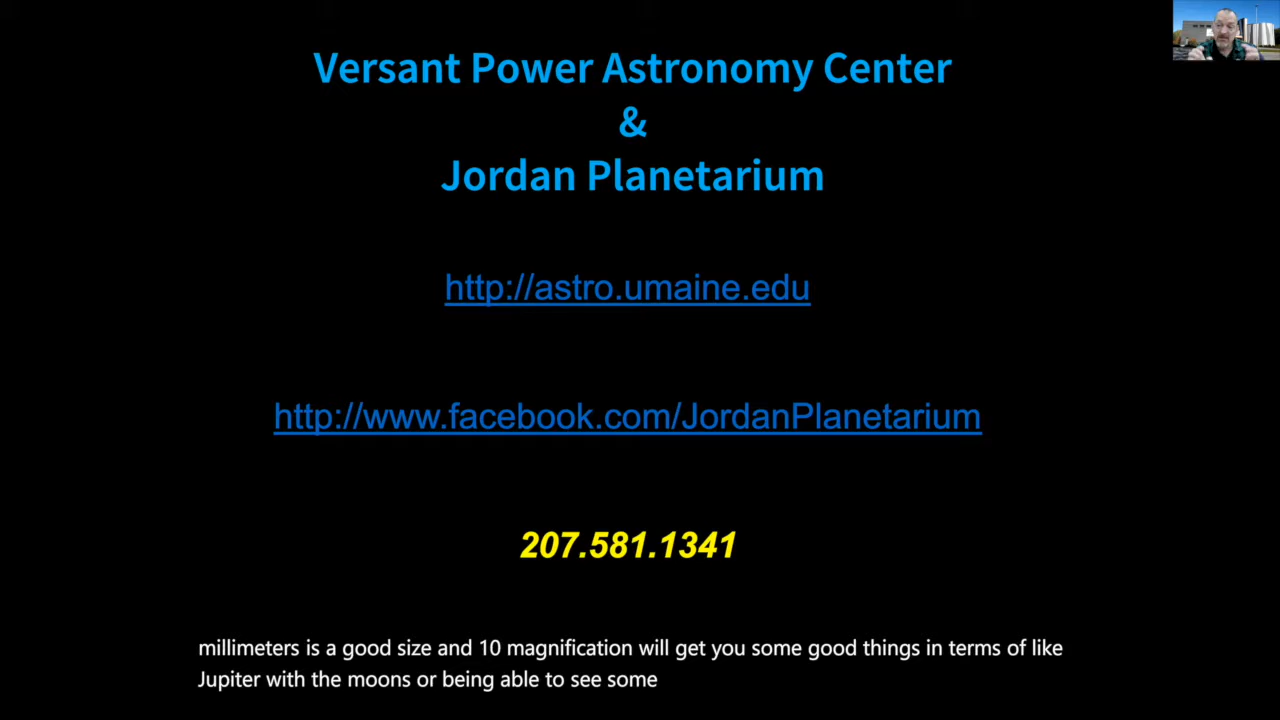 Versant Power Astronomy Center
&
Jordan Planetarium
http://astro.umaine.edu
http://www.facebook.com/JordanPlanetarium
207.581.1341
millimeters is a good size and 10 magnification will get you some good things in terms of like
Jupiter with the moons or being able to see some